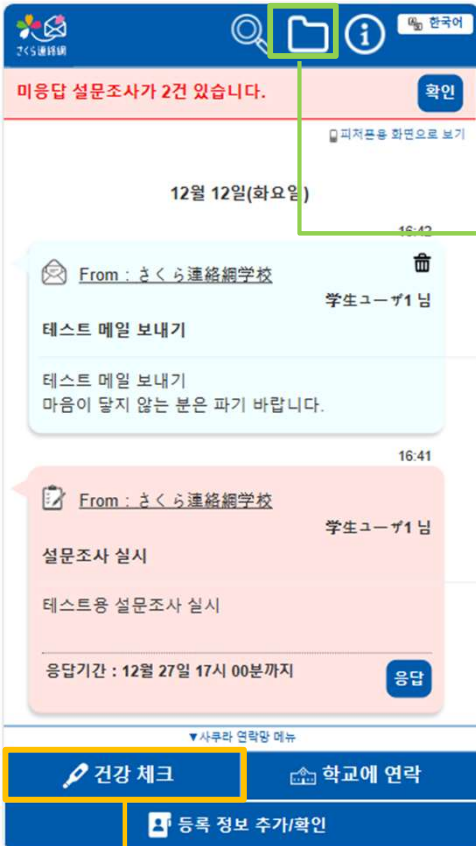 さくら連絡網
한국어
미응답 설문조사가 2건 있습니다.
확인
피처폰용 화면으로 보기
12월 12일(화요일)
16:42
From : さくら連絡網学校
学生ユーザ1 님
테스트 메일 보내기
테스트 메일 보내기
마음이 닿지 않는 분은 파기 바랍니다.
16:41
From : さくら連絡網学校
学生ユーザ1 님
설문조사 실시
테스트용 설문조사 실시
응답기간 : 12월 27일 17시 00분까지
응답
▼사쿠라 연락망 메뉴
건강 체크
학교에 연락
등록 정보 추가/확인